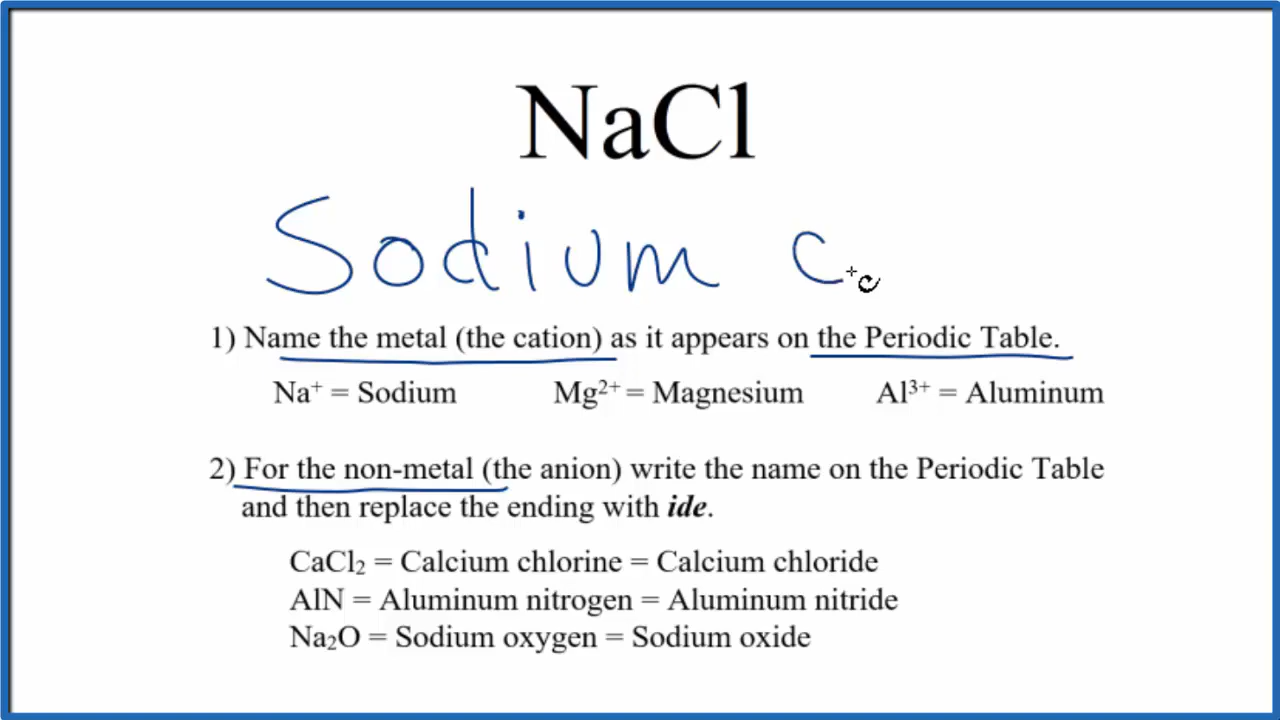 NaCl
Sodium C
1) Name the metal (the cation) as it appears on the Periodic Table.
Na⁺ = Sodium Mg²⁺ = Magnesium Al³⁺ = Aluminum
2) For the non-metal (the anion) write the name on the Periodic Table
and then replace the ending with ide.
CaCl₂ = Calcium chlorine = Calcium chloride
AlN = Aluminum nitrogen = Aluminum nitride
Na₂O = Sodium oxygen = Sodium oxide